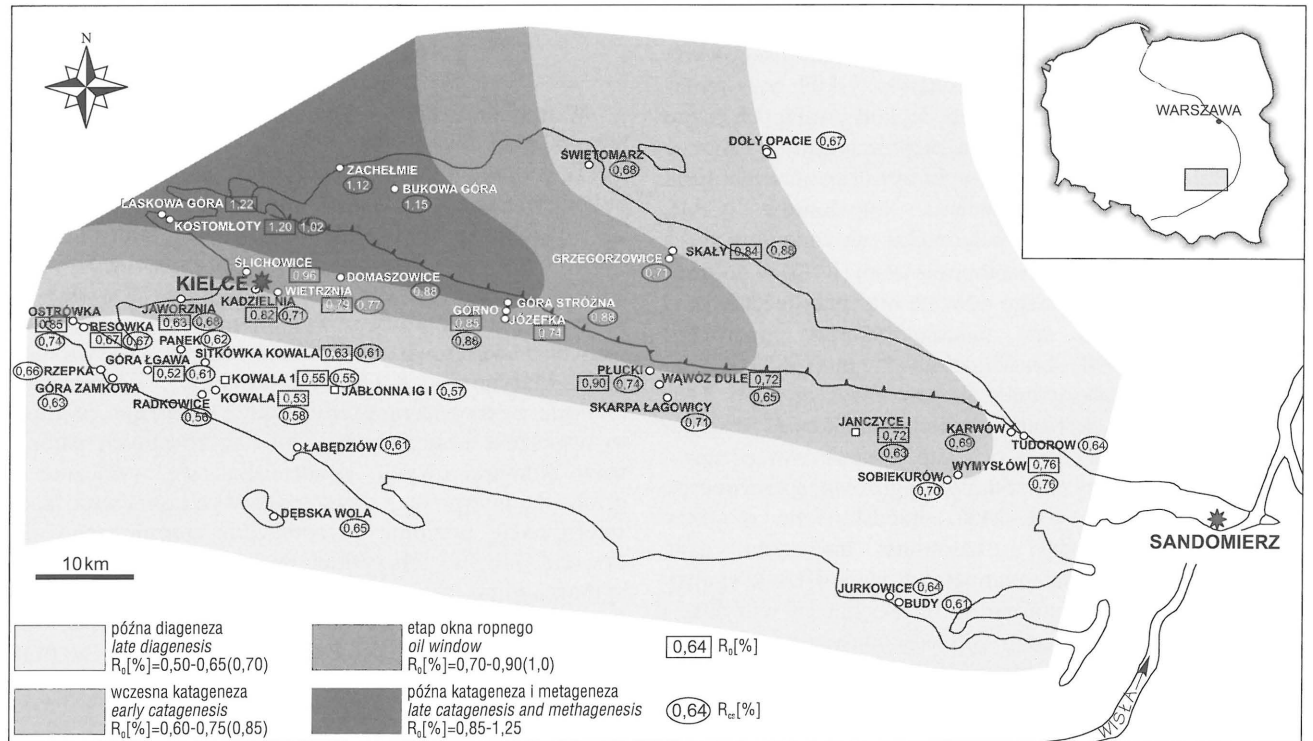 N
WARSZAWA
DOŁY OPACIE 0,67
ŚWIĘTOMARZ
0,68
ZACHEŁMIE
1,12
BUKOWA GÓRA
1,15
LASKOWA GÓRA 1,22
KOSTOMŁOTY 1,20 1,02
SKAŁY 0,84 0,88
GRZEGORZOWICE
0,71
ŚLICHOWICE
0,96
KIELCE
DOMASZOWICE
0,88
WIETRZNIA
0,79 0,77
KADZIELNIA
0,82 0,71
GÓRA STRÓŻNA
0,88
GÓRNO
0,85
0,86
JÓZEFKA
0,74
OSTRÓWKA
0,85
0,74
JAWORZNIA
0,63 0,68
BESÓWKA
0,67 0,67
PANEK 0,62
SITKÓWKA KOWALA 0,63 0,61
GÓRA ŁGAWA
0,52 0,61
0,66 RZEPKA
GÓRA ZAMKOWA
0,63
KOWALA 1 0,55 0,55
JABŁONNA IG I 0,57
KOWALA 0,53
0,58
RADKOWICE
0,56
PŁUCKI
0,90 0,74
WĄWÓZ DULE 0,72
0,65
SKARPA ŁAGOWICY
0,71
JANCZYCE I
0,72
0,63
KARWÓW
0,69
TUDOROW 0,64
WYMYSŁÓW 0,76
0,76
SOBIEKURÓW
0,70
ŁABĘDZIÓW 0,61
DĘBSKA WOLA
0,65
SANDOMIERZ
JURKOWICE 0,64
BUDY 0,61
WISŁA
10 km
późna diageneza
late diagenesis
R₀[%]=0,50-0,65(0,70)
wczesna katageneza
early catagenesis
R₀[%]=0,60-0,75(0,85)
etap okna ropnego
oil window
R₀[%]=0,70-0,90(1,0)
późna katageneza i metageneza
late catagenesis and methagenesis
R₀[%]=0,85-1,25
0,64 R₀[%]
0,64 R [%]